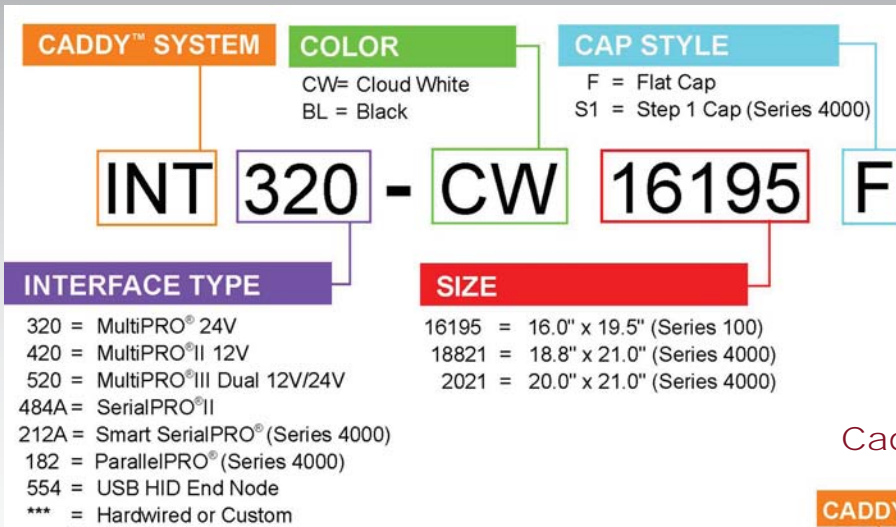 CADDY™ SYSTEM
COLOR
CW= Cloud White
BL = Black
CAP STYLE
F = Flat Cap
S1 = Step 1 Cap (Series 4000)
INT 320 - CW 16195 F
INTERFACE TYPE
320 = MultiPRO® 24V
420 = MultiPRO®II 12V
520 = MultiPRO®III Dual 12V/24V
484A = SerialPRO®II
212A = Smart SerialPRO® (Series 4000)
182 = ParallelPRO® (Series 4000)
554 = USB HID End Node
*** = Hardwired or Custom
SIZE
16195 = 16.0" x 19.5" (Series 100)
18821 = 18.8" x 21.0" (Series 4000)
2021 = 20.0" x 21.0" (Series 4000)
Cad
CADDY